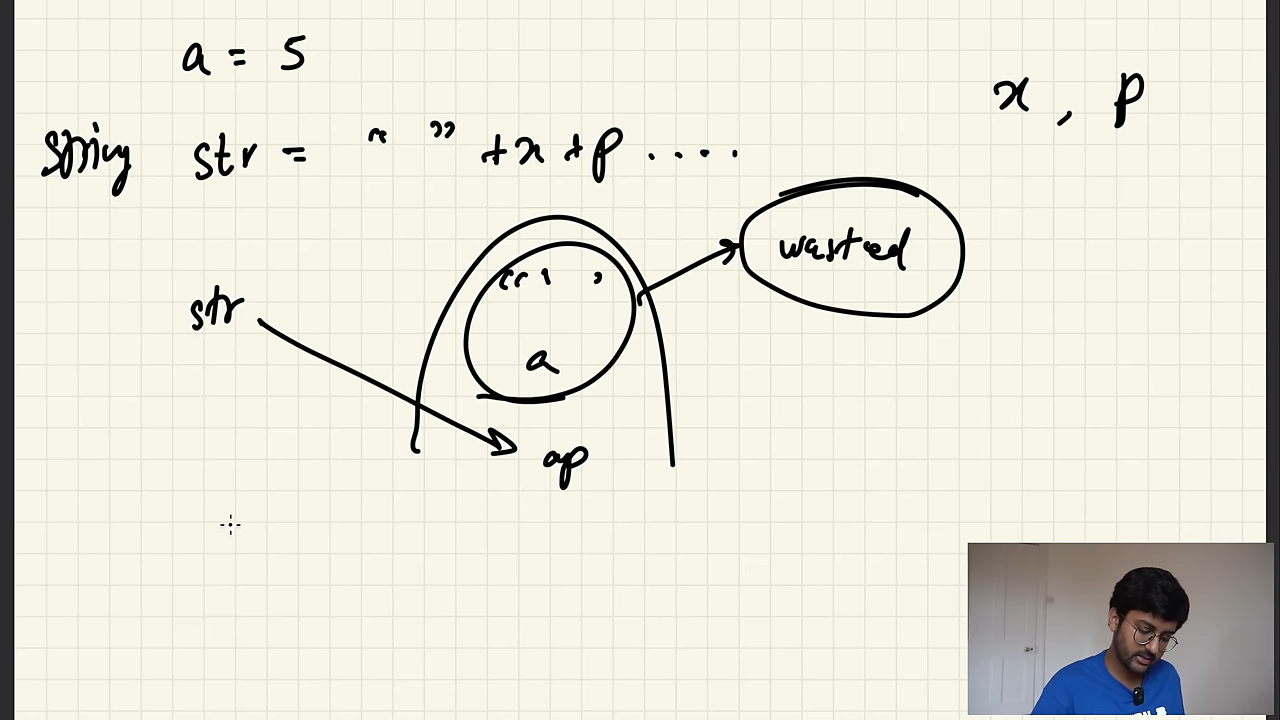 a = 5
x , p
string str = " " + x + p ....
wasted
str
a
ap